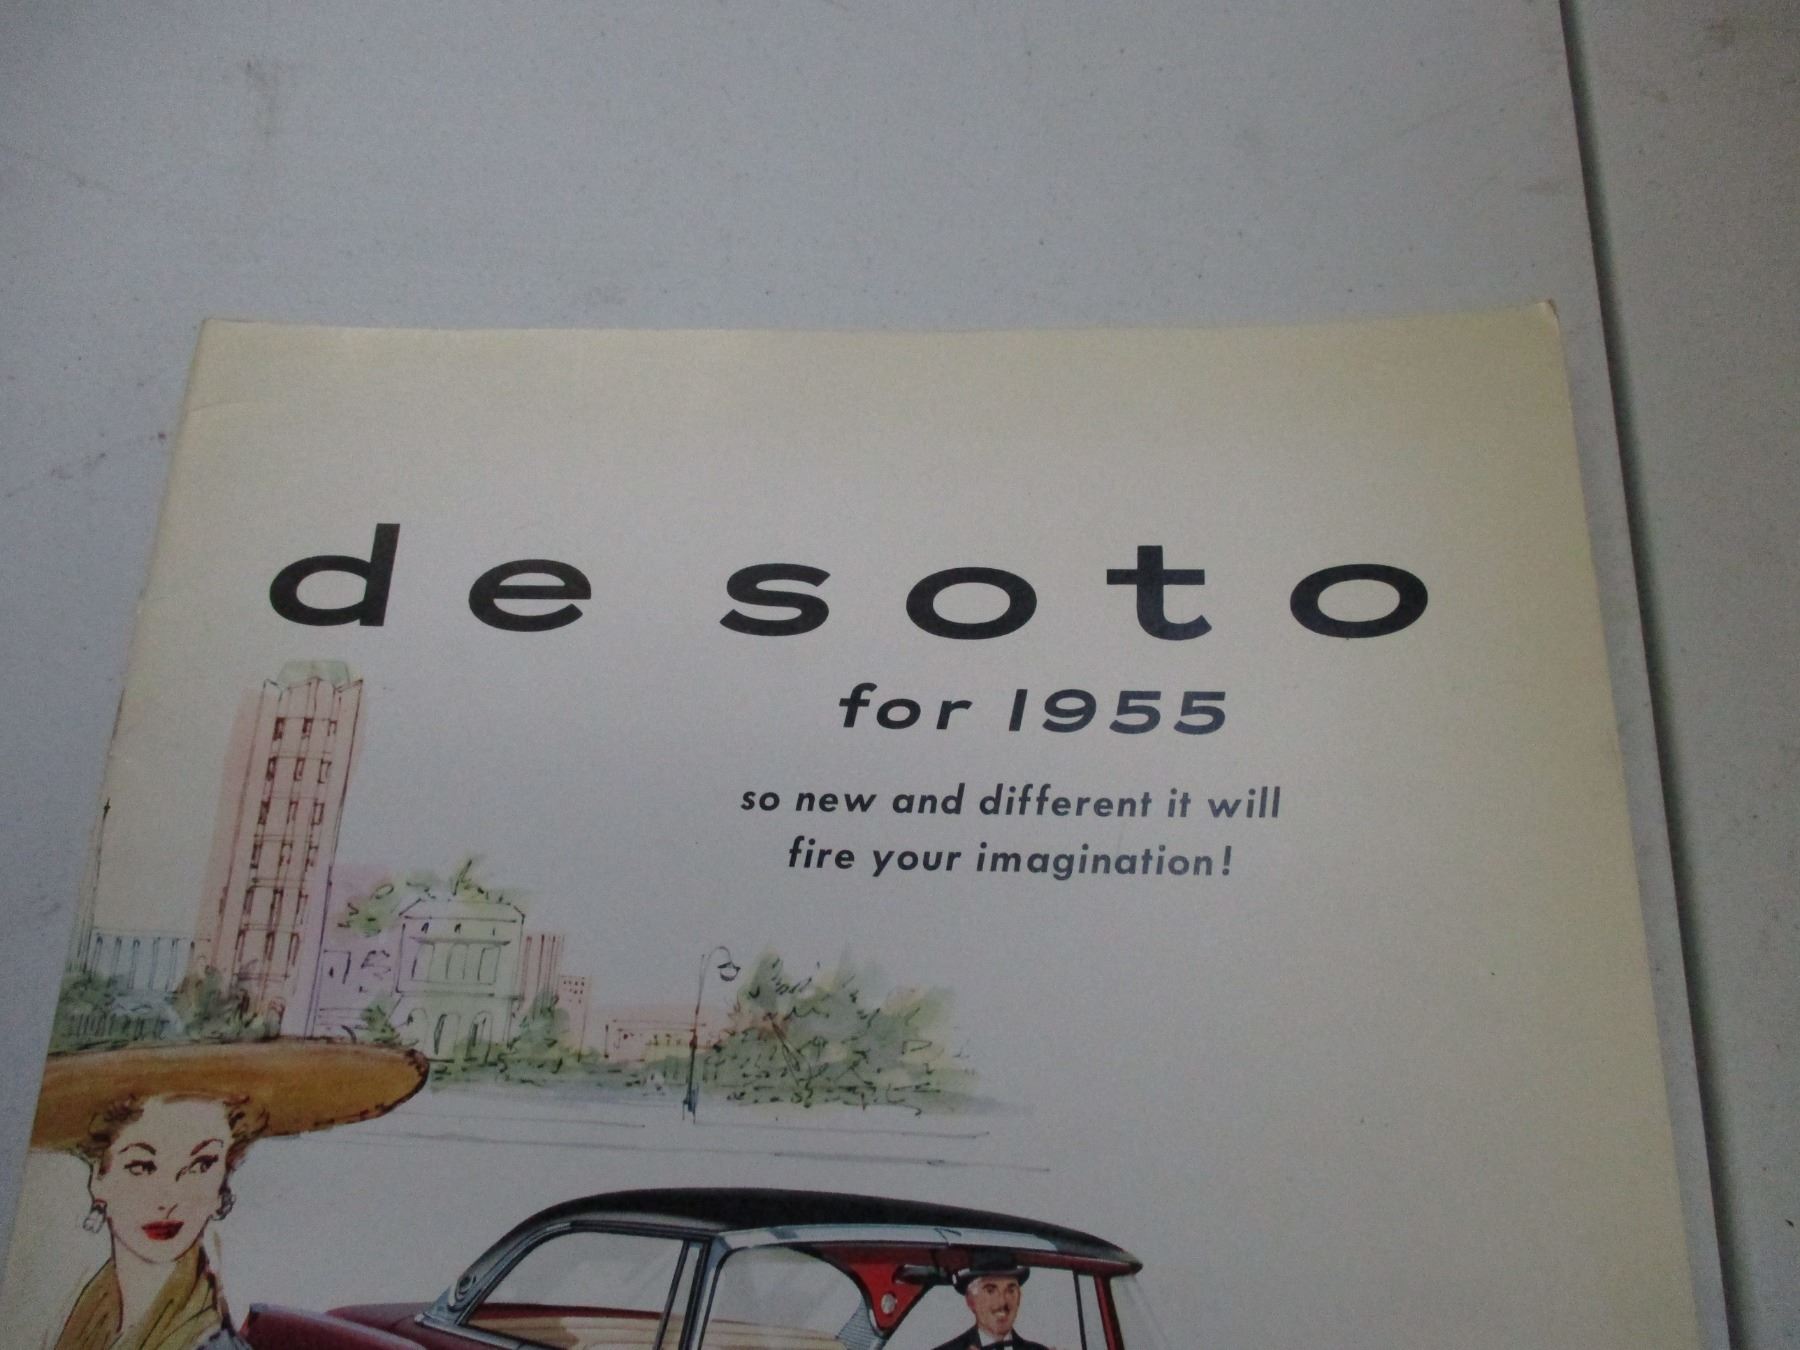 de soto
for 1955
so new and different it will
fire your imagination!